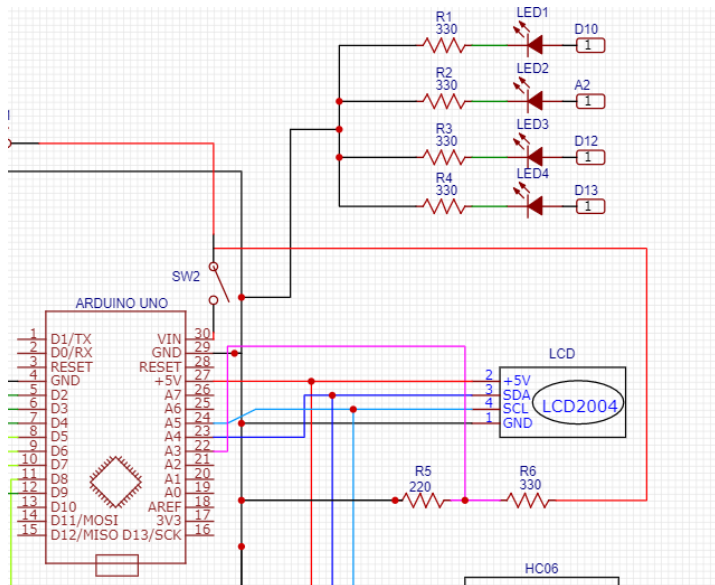 R1
330
LED1
D10
1
R2
330
LED2
A2
1
R3
330
LED3
D12
1
R4
330
LED4
D13
1
SW2
ARDUINO UNO
1 D1/TX VIN 30
2 D0/RX GND 29
3 RESET RESET 28
4 GND +5V 27
5 D2 A7 26
6 D3 A6 25
7 D4 A5 24
8 D5 A4 23
9 D6 A3 22
10 D7 A2 21
11 D8 A1 20
12 D9 A0 19
13 D10 AREF 18
14 D11/MOSI 3V3 17
15 D12/MISO D13/SCK 16
LCD
2 +5V
3 SDA
4 SCL
1 GND
LCD2004
R5
220
R6
330
HC06